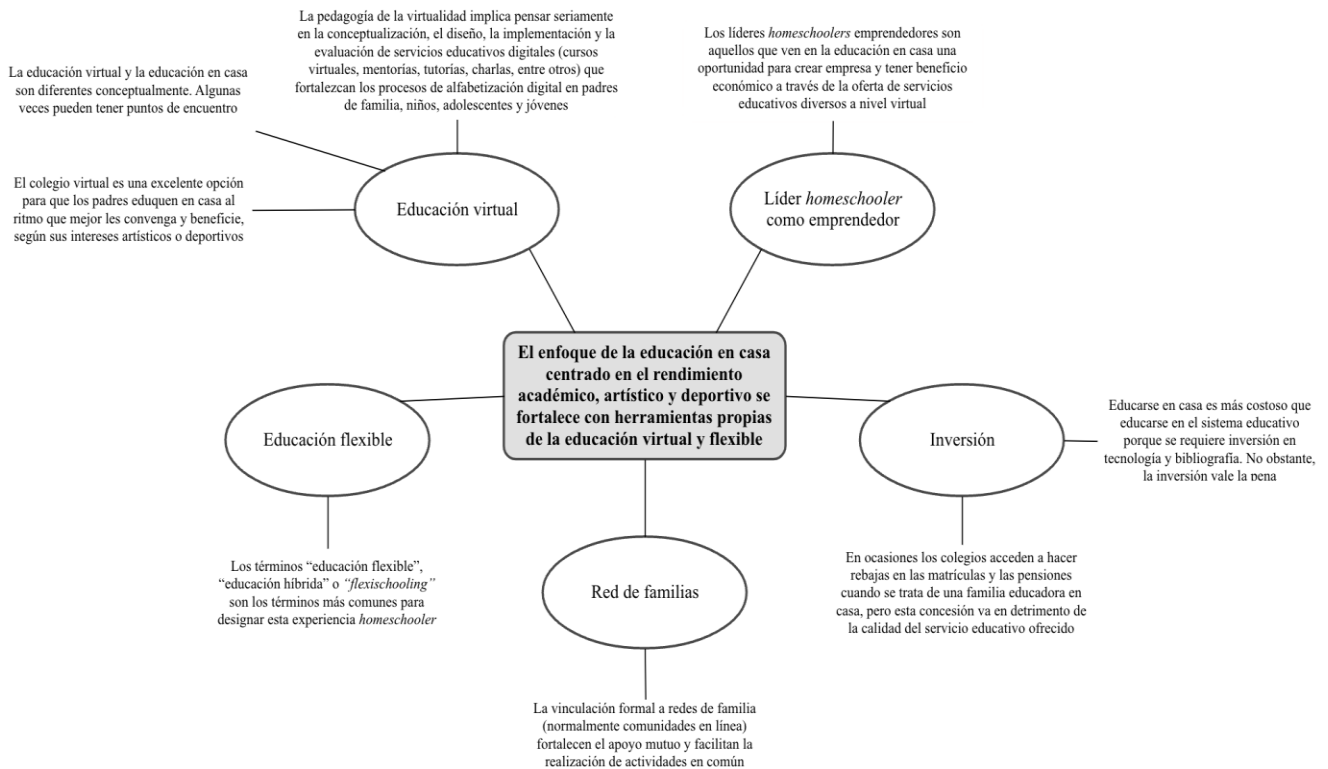 La pedagogía de la virtualidad implica pensar seriamente
en la conceptualización, el diseño, la implementación y la
evaluación de servicios educativos digitales (cursos
virtuales, mentorías, tutorías, charlas, entre otros) que
fortalezcan los procesos de alfabetización digital en padres
de familia, niños, adolescentes y jóvenes
Los líderes homeschoolers emprendedores son
aquellos que ven en la educación en casa una
oportunidad para crear empresa y tener beneficio
económico a través de la oferta de servicios
educativos diversos a nivel virtual
La educación virtual y la educación en casa
son diferentes conceptualmente. Algunas
veces pueden tener puntos de encuentro
El colegio virtual es una excelente opción
para que los padres eduquen en casa al
ritmo que mejor les convenga y beneficie,
según sus intereses artísticos o deportivos
Educación virtual
Líder homeschooler
como emprendedor
El enfoque de la educación en casa
centrado en el rendimiento
académico, artístico y deportivo se
fortalece con herramientas propias
de la educación virtual y flexible
Educación flexible
Inversión
Educarse en casa es más costoso que
educarse en el sistema educativo
porque se requiere inversión en
tecnología y bibliografía. No obstante,
la inversión vale la pena
Los términos “educación flexible”,
“educación híbrida” o “flexischooling”
son los términos más comunes para
designar esta experiencia homeschooler
Red de familias
En ocasiones los colegios acceden a hacer
rebajas en las matrículas y las pensiones
cuando se trata de una familia educadora en
casa, pero esta concesión va en detrimento de
la calidad del servicio educativo ofrecido
La vinculación formal a redes de familia
(normalmente comunidades en línea)
fortalecen el apoyo mutuo y facilitan la
realización de actividades en común